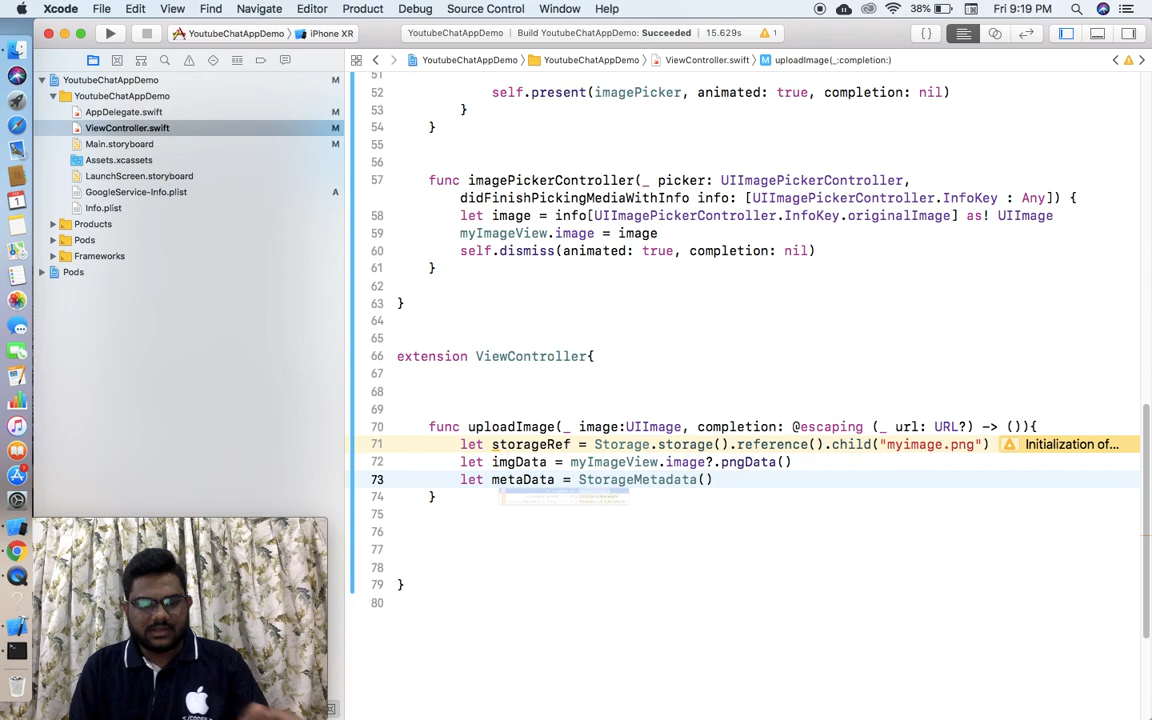 Xcode File Edit View Find Navigate Editor Product Debug Source Control Window Help 38% Fri 9:19 PM
YoutubeChatAppDemo iPhone XR YoutubeChatAppDemo: Build YoutubeChatAppDemo: Succeeded 15.629s 1
YoutubeChatAppDemo YoutubeChatAppDemo ViewController.swift uploadImage(_:completion:)
YoutubeChatAppDemo M
YoutubeChatAppDemo
AppDelegate.swift M
ViewController.swift M
Main.storyboard M
Assets.xcassets
LaunchScreen.storyboard
GoogleService-Info.plist A
Info.plist
Products
Pods
Frameworks
Pods
51
52 self.present(imagePicker, animated: true, completion: nil)
53 }
54 }
55
56
57 func imagePickerController(_ picker: UIImagePickerController,
didFinishPickingMediaWithInfo info: [UIImagePickerController.InfoKey : Any]) {
58 let image = info[UIImagePickerController.InfoKey.originalImage] as! UIImage
59 myImageView.image = image
60 self.dismiss(animated: true, completion: nil)
61 }
62
63 }
64
65
66 extension ViewController{
67
68
69
70 func uploadImage(_ image:UIImage, completion: @escaping (_ url: URL?) -> ()){
71 let storageRef = Storage.storage().reference().child("myimage.png") Initialization of...
72 let imgData = myImageView.image?.pngData()
73 let metaData = StorageMetadata()
74 }
75
76
77
78
79 }
80